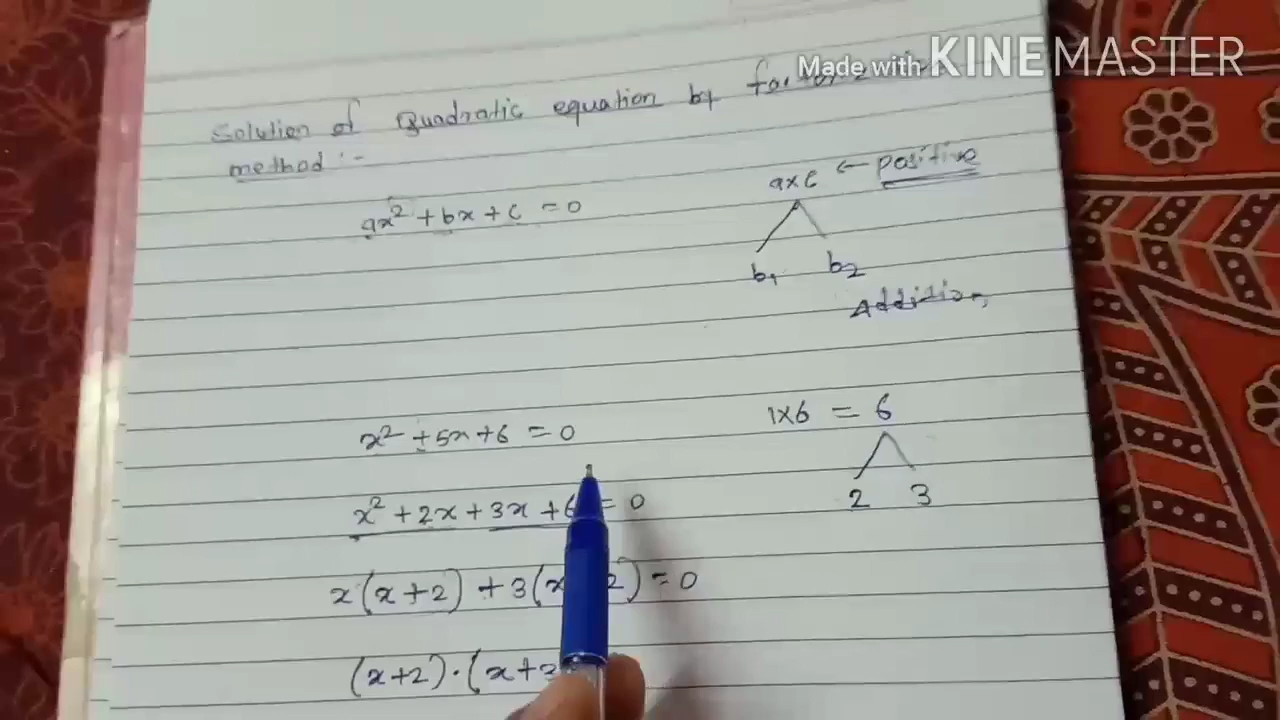 Made with KINEMASTER
Solution of Quadratic equation by
method :-
ax² + bx + c = 0
a×c ← positive
b₁ b₂
Addition
x² + 5x + 6 = 0
1×6 = 6
2 3
x² + 2x + 3x + 6 = 0
x(x+2) + 3(x 2) = 0
(x+2)·(x+3